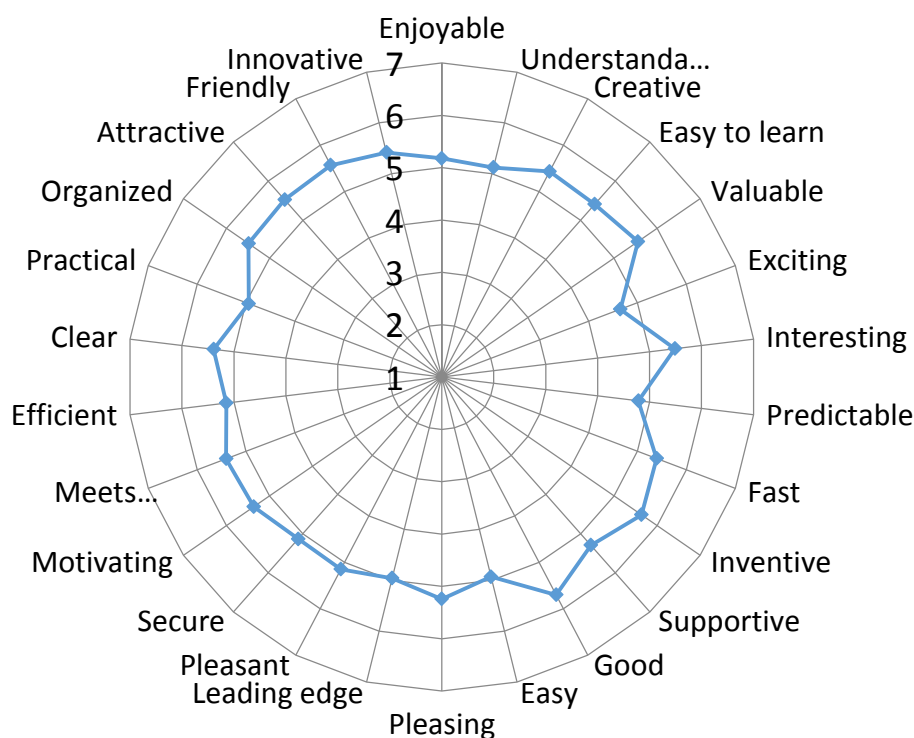 Enjoyable
Understanda...
Creative
Easy to learn
Valuable
Exciting
Interesting
Predictable
Fast
Inventive
Supportive
Good
Easy
Pleasing
Leading edge
Pleasant
Secure
Motivating
Meets...
Efficient
Clear
Practical
Organized
Attractive
Friendly
Innovative
7
6
5
4
3
2
1